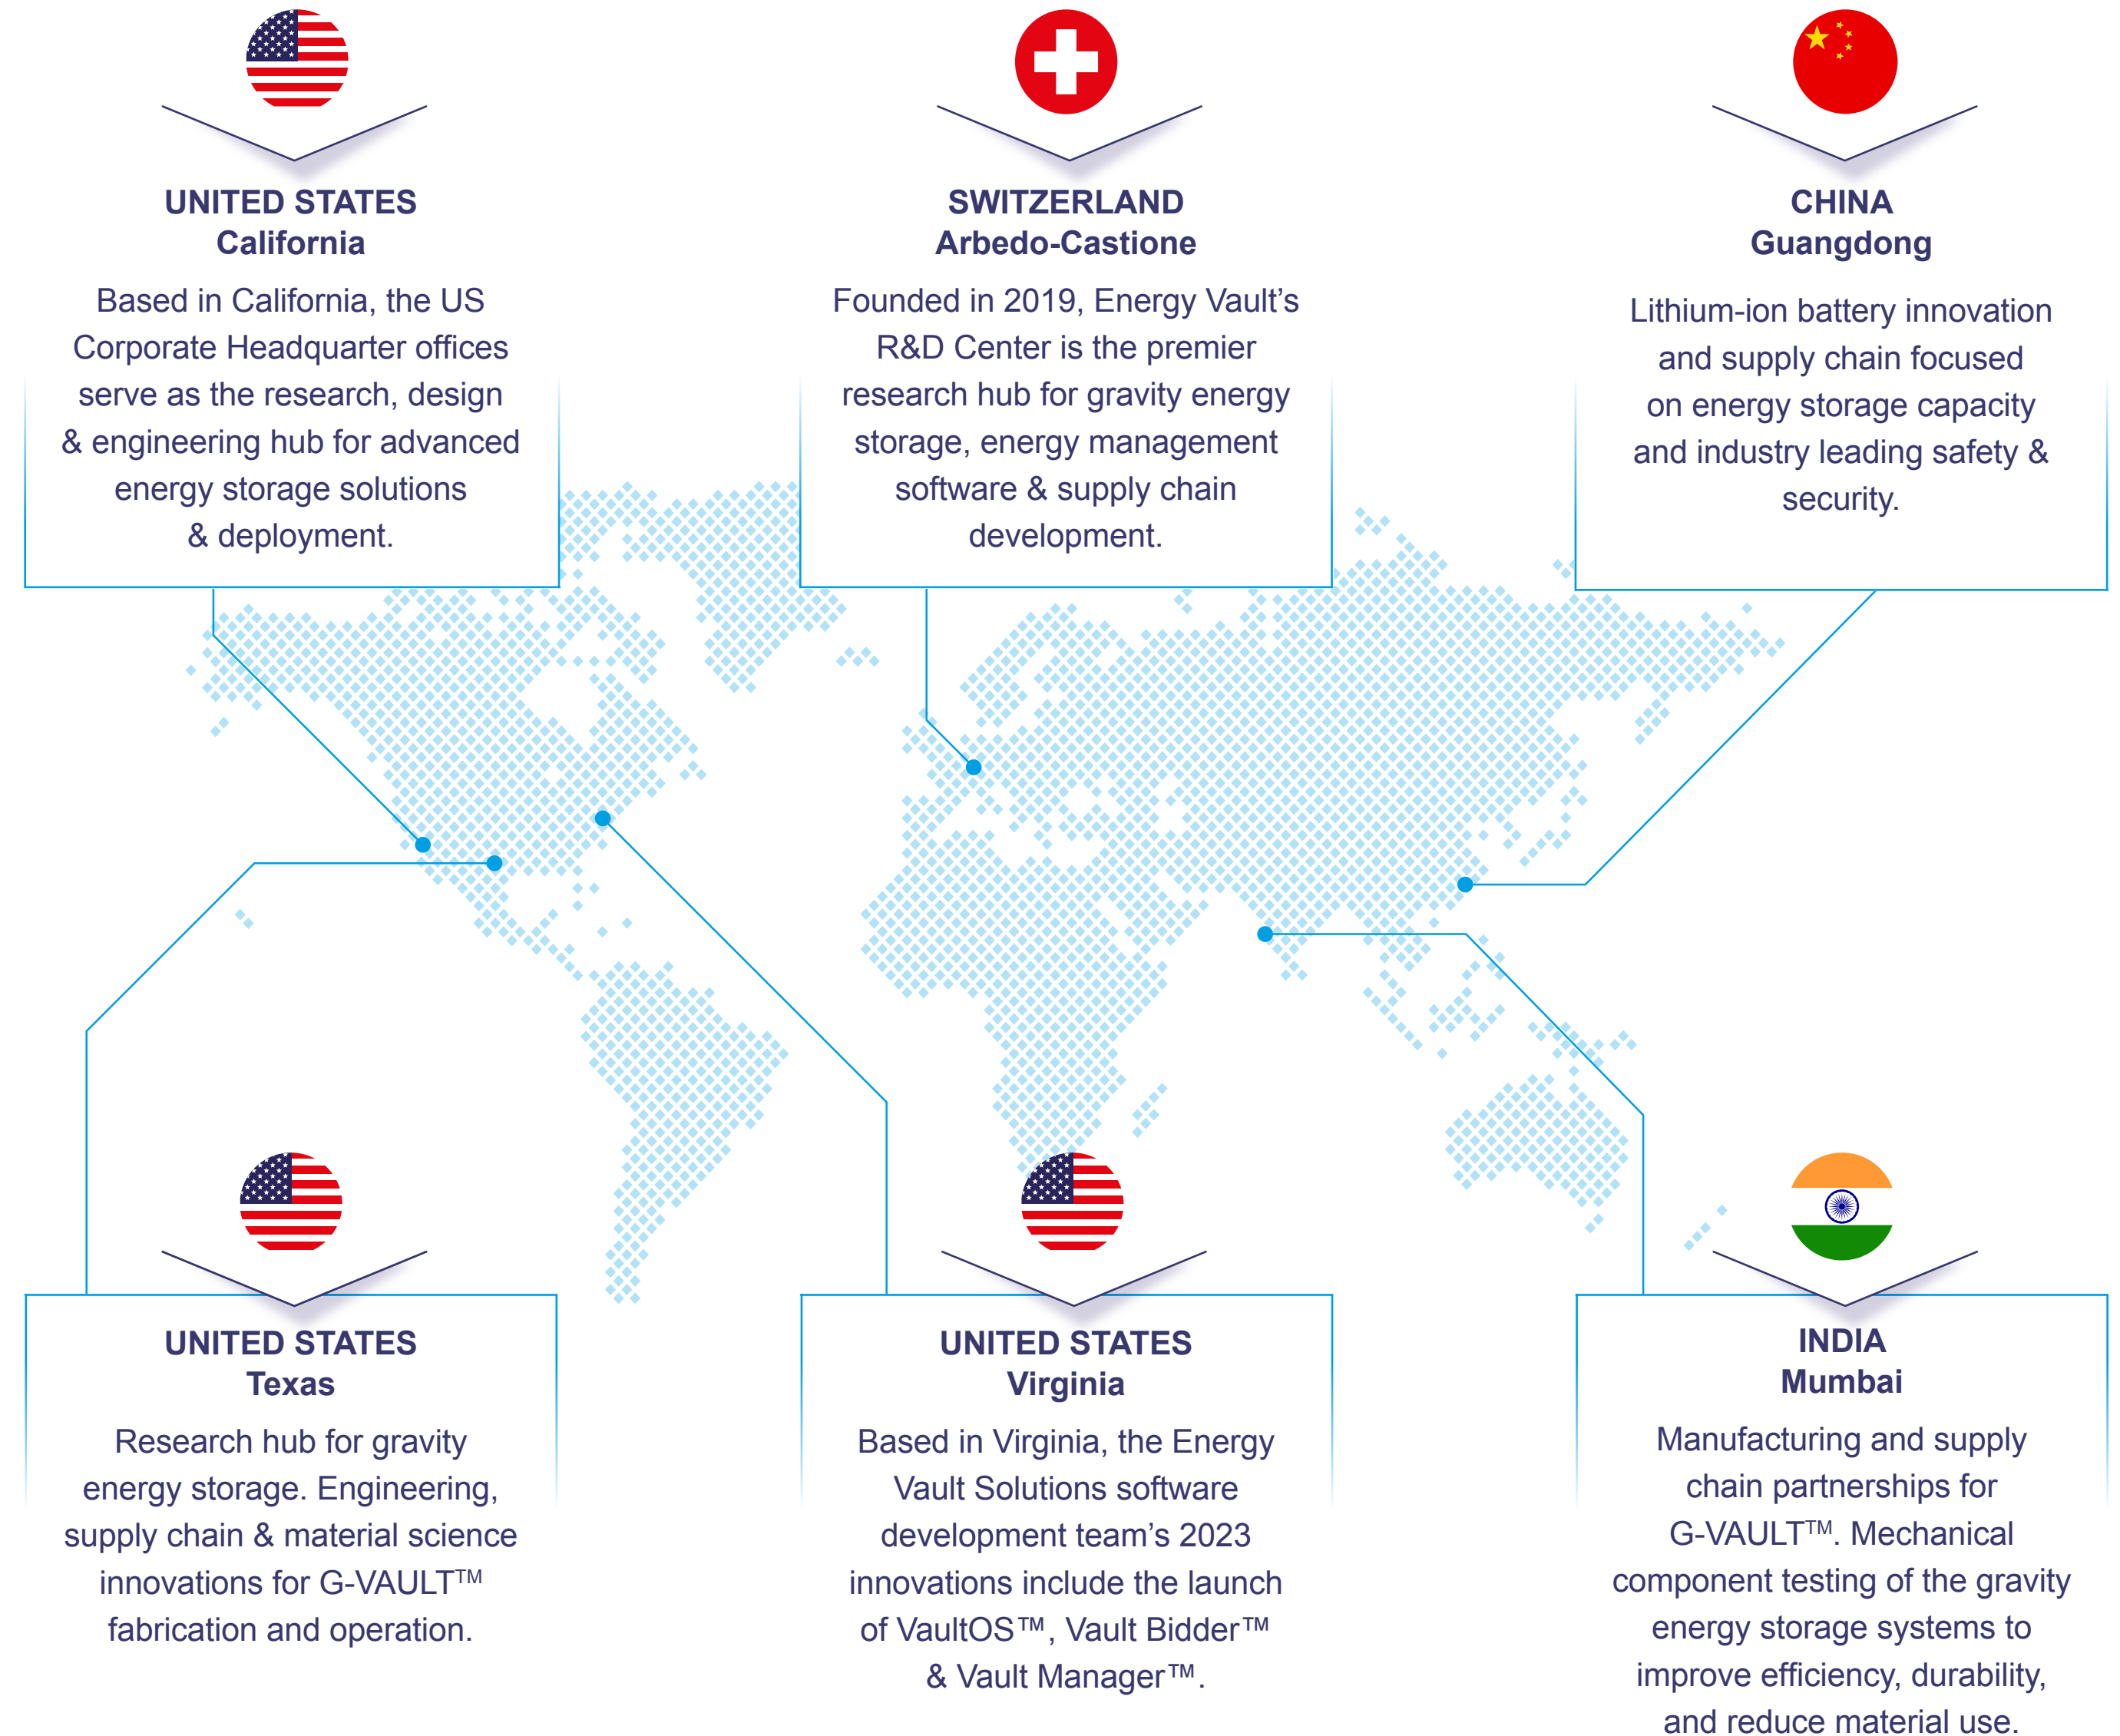 UNITED STATES
California
Based in California, the US
Corporate Headquarter offices
serve as the research, design
& engineering hub for advanced
energy storage solutions
& deployment.
SWITZERLAND
Arbedo-Castione
Founded in 2019, Energy Vault’s
R&D Center is the premier
research hub for gravity energy
storage, energy management
software & supply chain
development.
CHINA
Guangdong
Lithium-ion battery innovation
and supply chain focused
on energy storage capacity
and industry leading safety &
security.
UNITED STATES
Texas
Research hub for gravity
energy storage. Engineering,
supply chain & material science
innovations for G-VAULT™
fabrication and operation.
UNITED STATES
Virginia
Based in Virginia, the Energy
Vault Solutions software
development team’s 2023
innovations include the launch
of VaultOS™, Vault Bidder™
& Vault Manager™.
INDIA
Mumbai
Manufacturing and supply
chain partnerships for
G-VAULT™. Mechanical
component testing of the gravity
energy storage systems to
improve efficiency, durability,
and reduce material use.